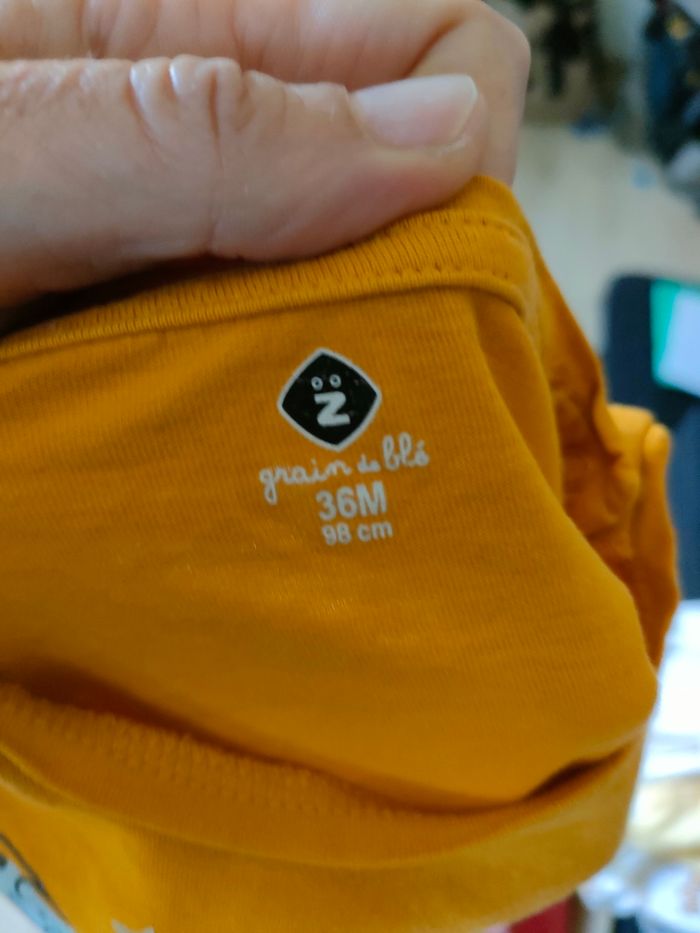 Z
grain de blé
36M
98 cm